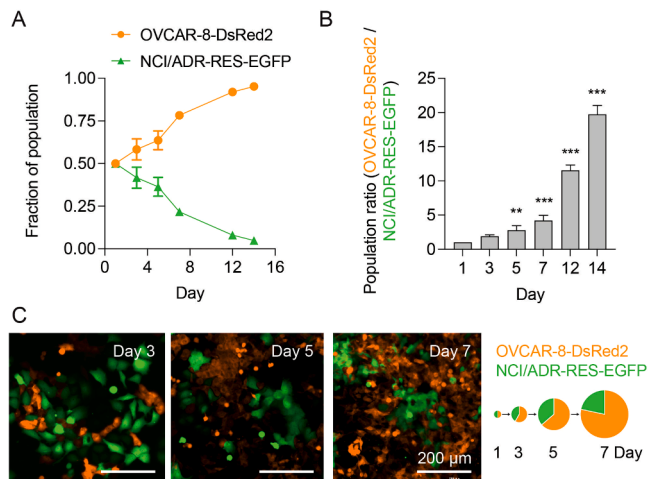 A
OVCAR-8-DsRed2
NCI/ADR-RES-EGFP
Fraction of population
1.00
0.75
0.50
0.25
0.00
0 4 8 12 16
Day
B
Population ratio (OVCAR-8-DsRed2 /
NCI/ADR-RES-EGFP)
25
20
15
10
5
0
** *** *** ***
1 3 5 7 12 14
Day
C
Day 3
Day 5
Day 7
200 μm
OVCAR-8-DsRed2
NCI/ADR-RES-EGFP
1 3 5 7 Day